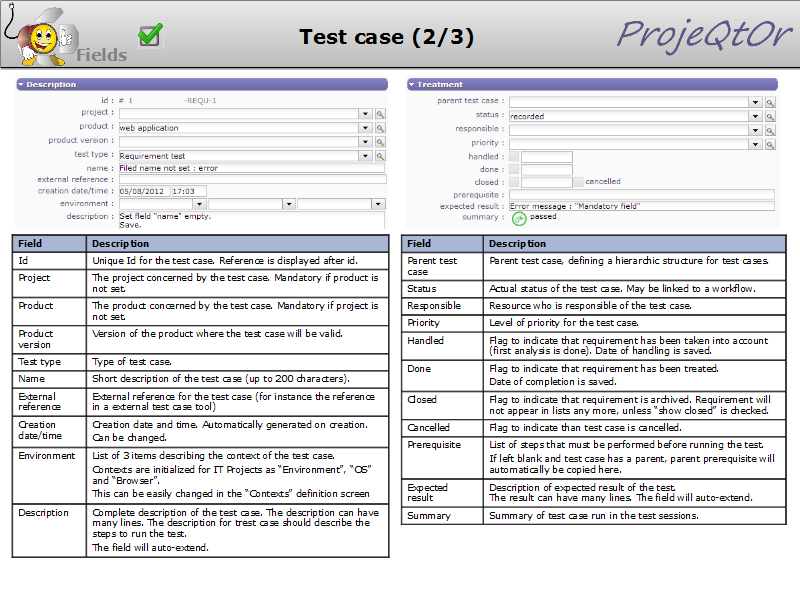 Fields
Test case (2/3)
ProjeQtOr
Description
id : # 1 -REQU-1
project :
product : web application
product version :
test type : Requirement test
name : Filed name not set : error
external reference :
creation date/time : 05/08/2012 17:03
environment :
description : Set field "name" empty.
Save.
Treatment
parent test case :
status : recorded
responsible :
priority :
handled :
done :
closed : cancelled
prerequisite :
expected result : Error message : "Mandatory field"
summary : passed
Field Description
Id Unique Id for the test case. Reference is displayed after id.
Project The project concerned by the test case. Mandatory if product is
not set.
Product The product concerned by the test case. Mandatory if project is
not set.
Product Version of the product where the test case will be valid.
version
Test type Type of test case.
Name Short description of the test case (up to 200 characters).
External External reference for the test case (for instance the reference
reference in a external test case tool)
Creation Creation date and time. Automatically generated on creation.
date/time Can be changed.
Environment List of 3 items describing the context of the test case.
Contexts are initialized for IT Projects as “Environment”, “OS”
and “Browser”.
This can be easily changed in the “Contexts” definition screen
Description Complete description of the test case. The description can have
many lines. The description for trest case should describe the
steps to run the test.
The field will auto-extend.
Field Description
Parent test Parent test case, defining a hierarchic structure for test cases.
case
Status Actual status of the test case. May be linked to a workflow.
Responsible Resource who is responsible of the test case.
Priority Level of priority for the test case.
Handled Flag to indicate that requirement has been taken into account
(first analysis is done). Date of handling is saved.
Done Flag to indicate that requirement has been treated.
Date of completion is saved.
Closed Flag to indicate that requirement is archived. Requirement will
not appear in lists any more, unless “show closed” is checked.
Cancelled Flag to indicate than test case is cancelled.
Prerequisite List of steps that must be performed before running the test.
If left blank and test case has a parent, parent prerequisite will
automatically be copied here.
Expected Description of expected result of the test.
result The result can have many lines. The field will auto-extend.
Summary Summary of test case run in the test sessions.